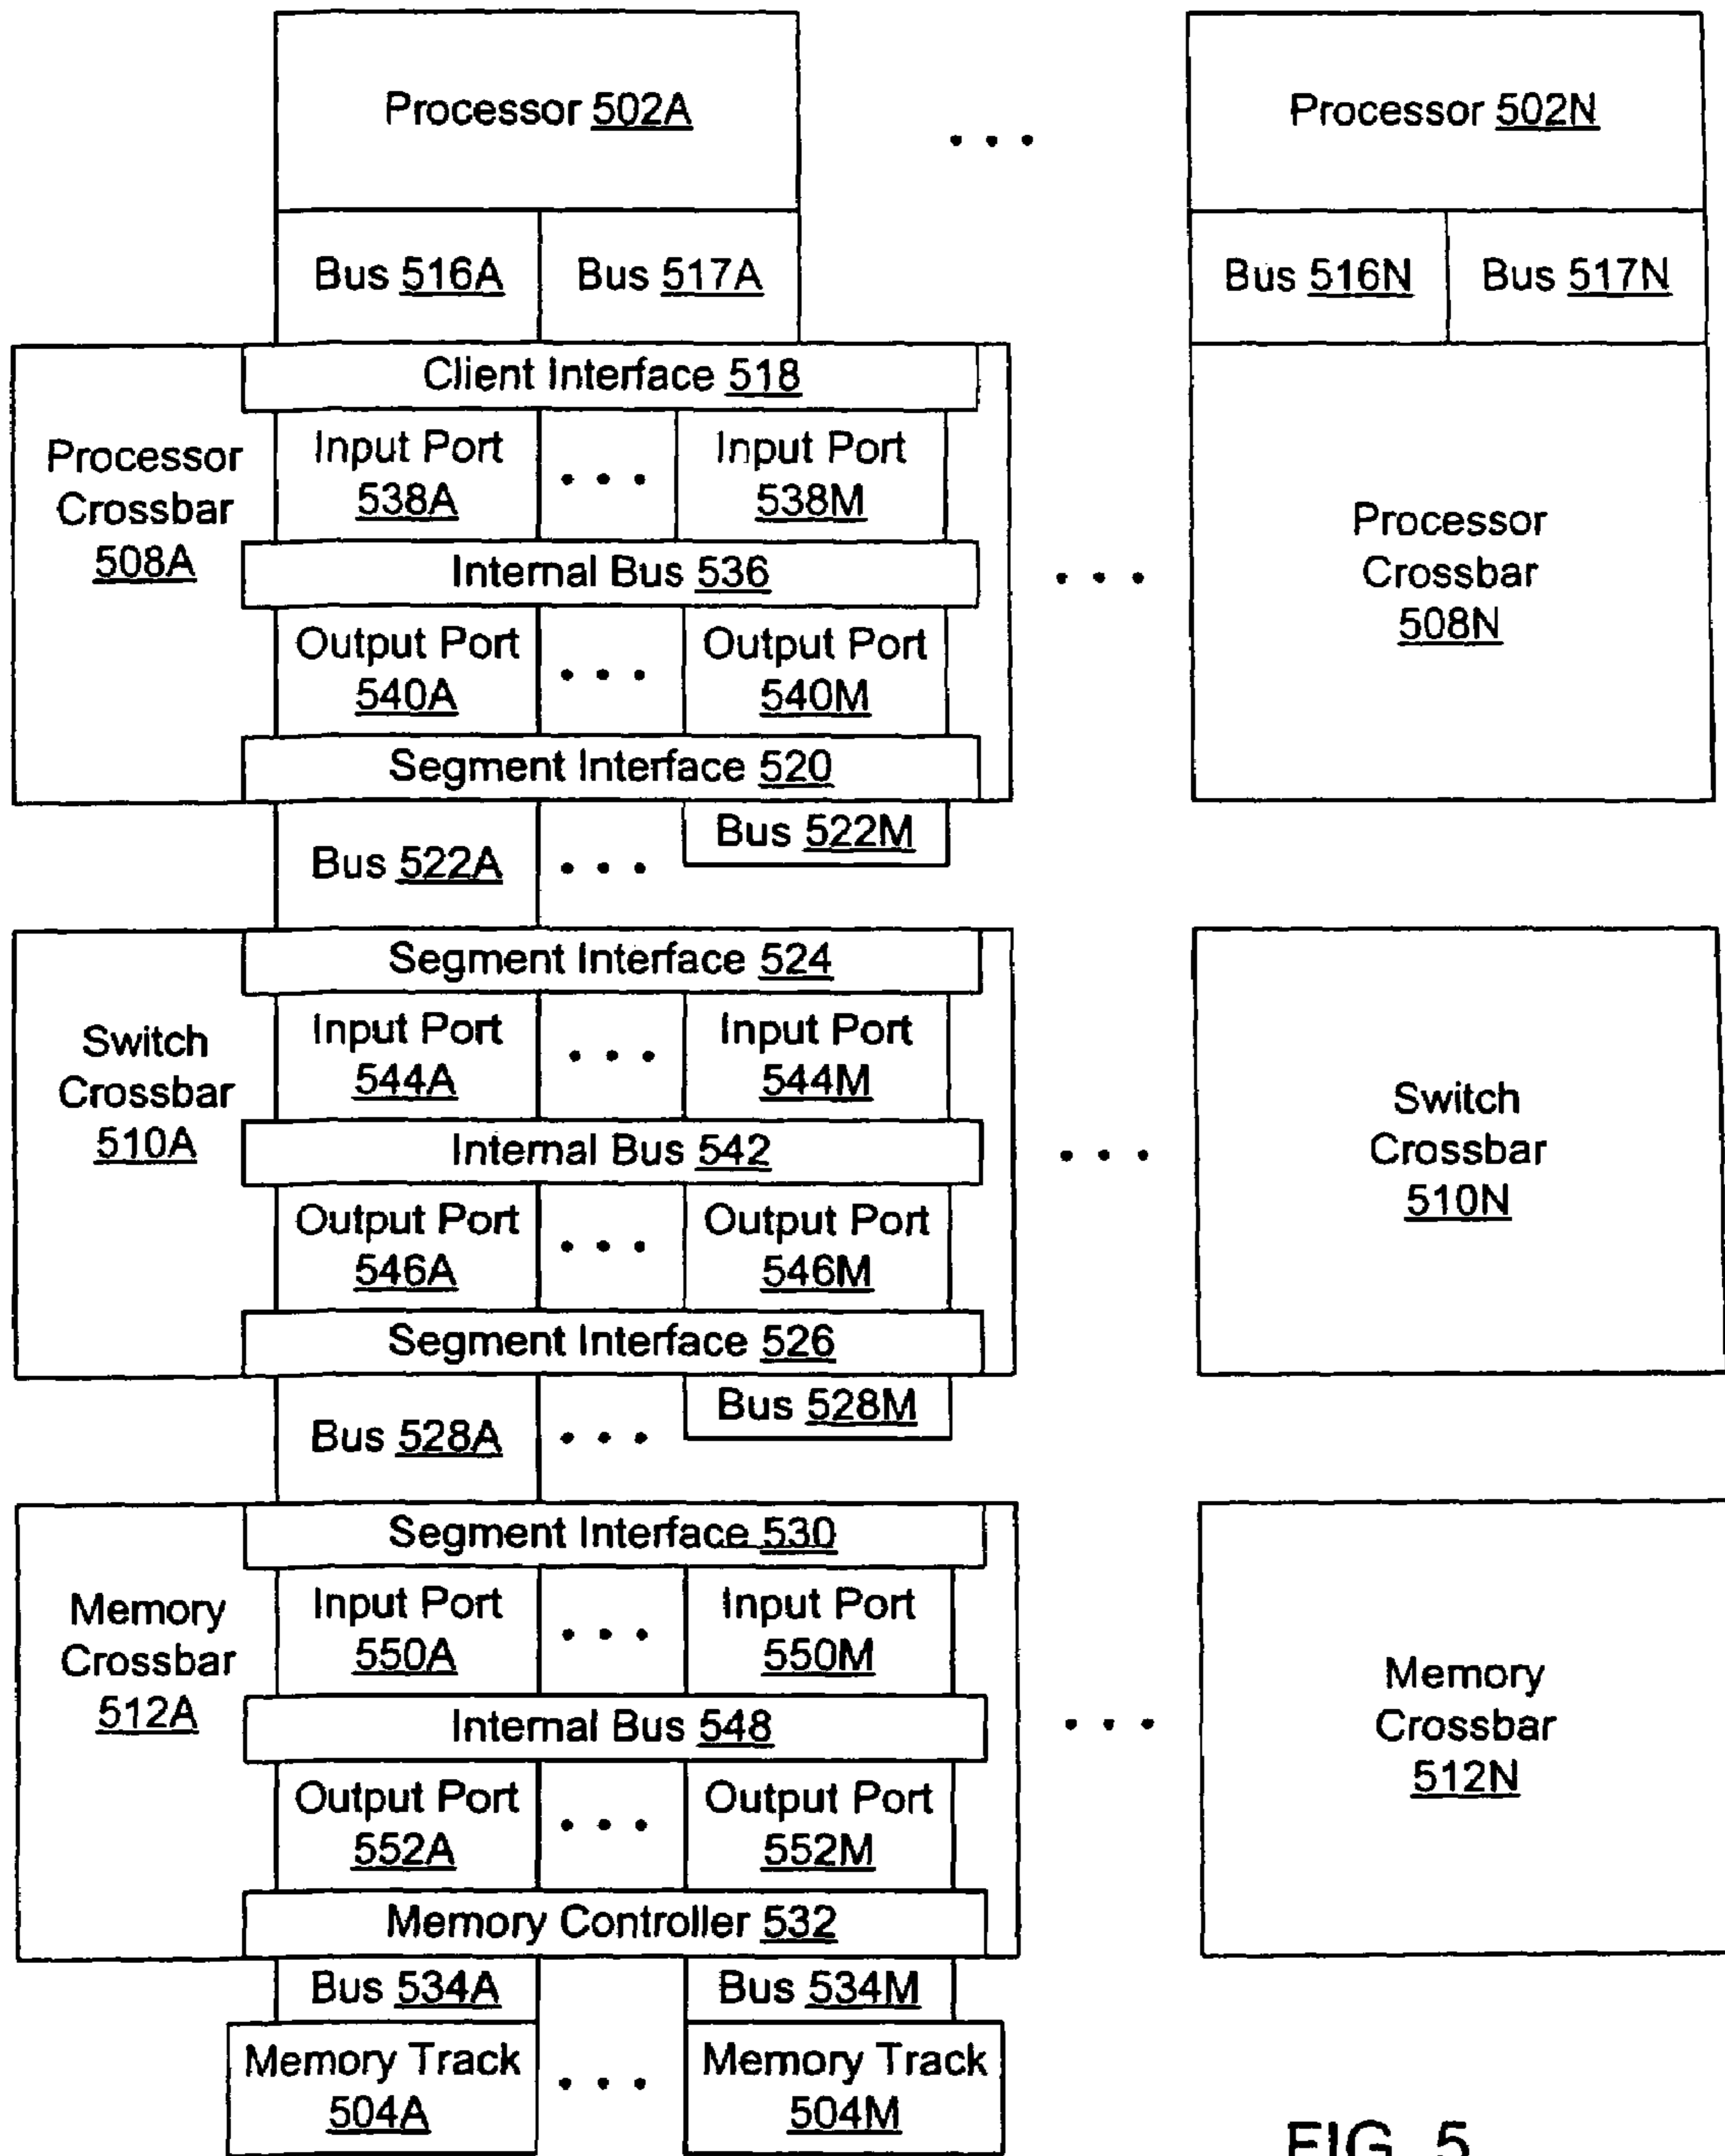 Processor 502A
. . .
Processor 502N
Bus 516A
Bus 517A
Bus 516N
Bus 517N
Client Interface 518
Processor
Crossbar
508A
Input Port
538A
. . .
Input Port
538M
Internal Bus 536
Output Port
540A
. . .
Output Port
540M
Segment Interface 520
. . .
Processor
Crossbar
508N
Bus 522A
. . .
Bus 522M
Segment Interface 524
Switch
Crossbar
510A
Input Port
544A
. . .
Input Port
544M
Internal Bus 542
Output Port
546A
. . .
Output Port
546M
Segment Interface 526
. . .
Switch
Crossbar
510N
Bus 528A
. . .
Bus 528M
Segment Interface 530
Memory
Crossbar
512A
Input Port
550A
. . .
Input Port
550M
Internal Bus 548
Output Port
552A
. . .
Output Port
552M
Memory Controller 532
. . .
Memory
Crossbar
512N
Bus 534A
Bus 534M
Memory Track
504A
. . .
Memory Track
504M
FIG. 5